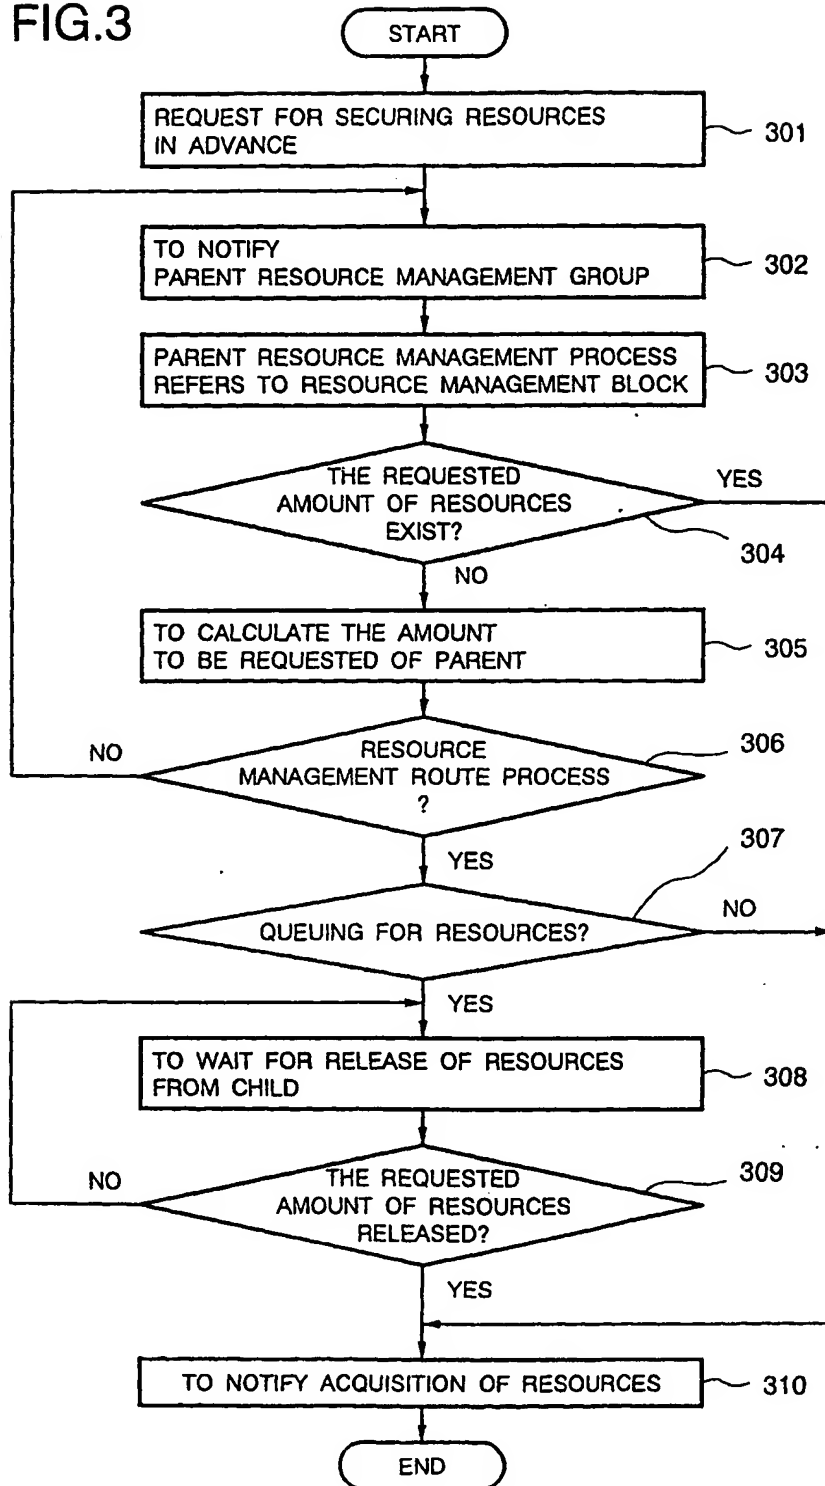 FIG.3
START
REQUEST FOR SECURING RESOURCES
IN ADVANCE
301
TO NOTIFY
PARENT RESOURCE MANAGEMENT GROUP
302
PARENT RESOURCE MANAGEMENT PROCESS
REFERS TO RESOURCE MANAGEMENT BLOCK
303
THE REQUESTED
AMOUNT OF RESOURCES
EXIST?
YES
304
NO
TO CALCULATE THE AMOUNT
TO BE REQUESTED OF PARENT
305
NO
RESOURCE
MANAGEMENT ROUTE PROCESS
?
306
YES
307
QUEUING FOR RESOURCES?
NO
YES
TO WAIT FOR RELEASE OF RESOURCES
FROM CHILD
308
NO
THE REQUESTED
AMOUNT OF RESOURCES
RELEASED?
309
YES
TO NOTIFY ACQUISITION OF RESOURCES
310
END